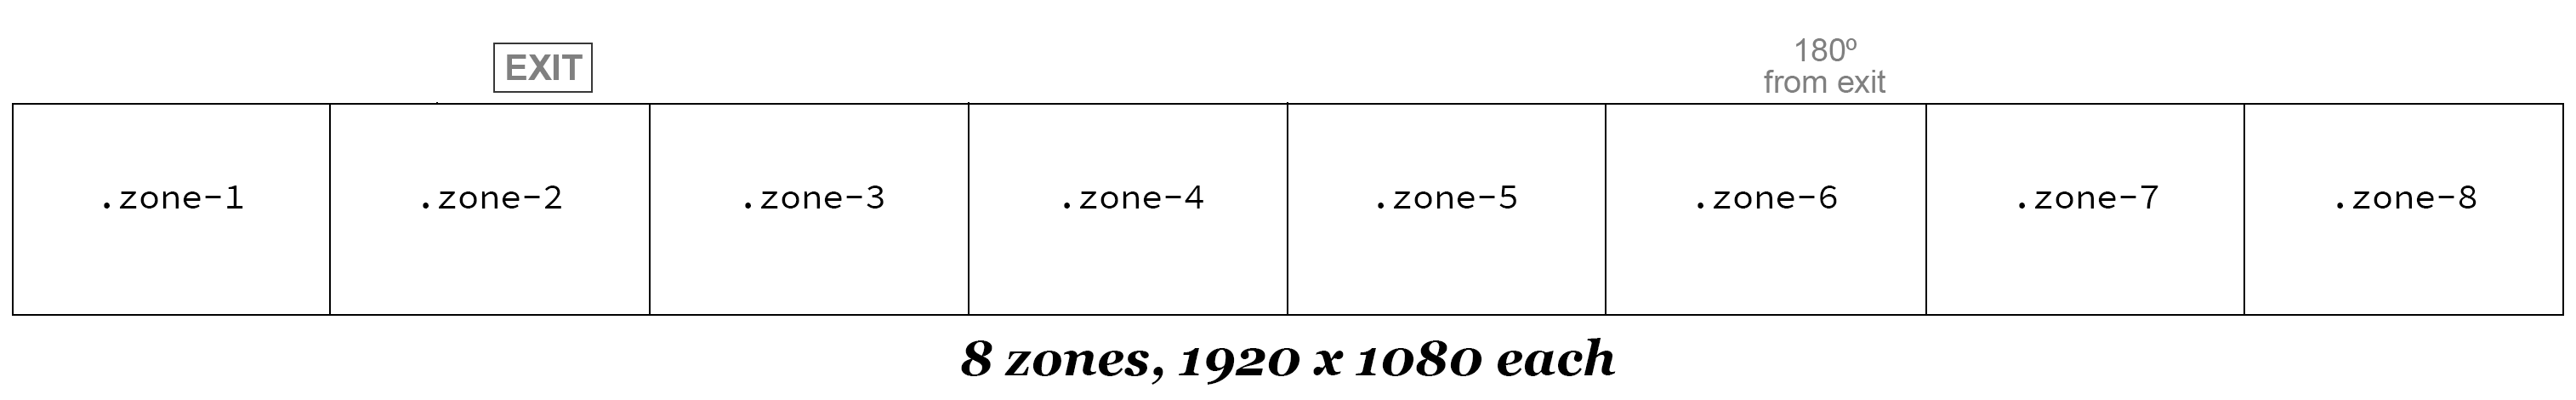 EXIT
180º
from exit
.zone-1
.zone-2
.zone-3
.zone-4
.zone-5
.zone-6
.zone-7
.zone-8
8 zones, 1920 x 1080 each